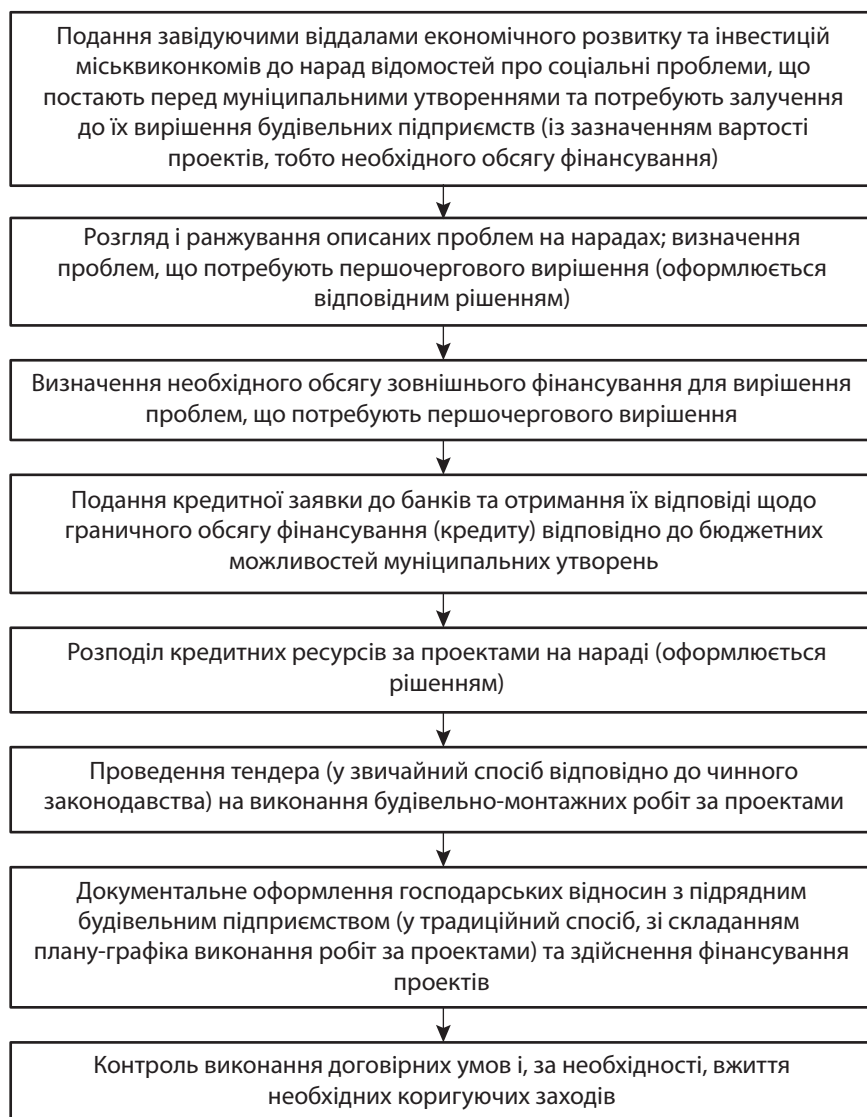 Подання завідуючими віддалами економічного розвитку та інвестицій
міськвиконкомів до нарад відомостей про соціальні проблеми, що
постають перед муніципальними утвореннями та потребують залучення
до їх вирішення будівельних підприємств (із зазначенням вартості
проектів, тобто необхідного обсягу фінансування)
Розгляд і ранжування описаних проблем на нарадах; визначення
проблем, що потребують першочергового вирішення (оформлюється
відповідним рішенням)
Визначення необхідного обсягу зовнішнього фінансування для вирішення
проблем, що потребують першочергового вирішення
Подання кредитної заявки до банків та отримання їх відповіді щодо
граничного обсягу фінансування (кредиту) відповідно до бюджетних
можливостей муніципальних утворень
Розподіл кредитних ресурсів за проектами на нараді (оформлюється
рішенням)
Проведення тендера (у звичайний спосіб відповідно до чинного
законодавства) на виконання будівельно-монтажних робіт за проектами
Документальне оформлення господарських відносин з підрядним
будівельним підприємством (у традиційний спосіб, зі складанням
плану-графіка виконання робіт за проектами) та здійснення фінансування
проектів
Контроль виконання договірних умов і, за необхідності, вжиття
необхідних коригуючих заходів